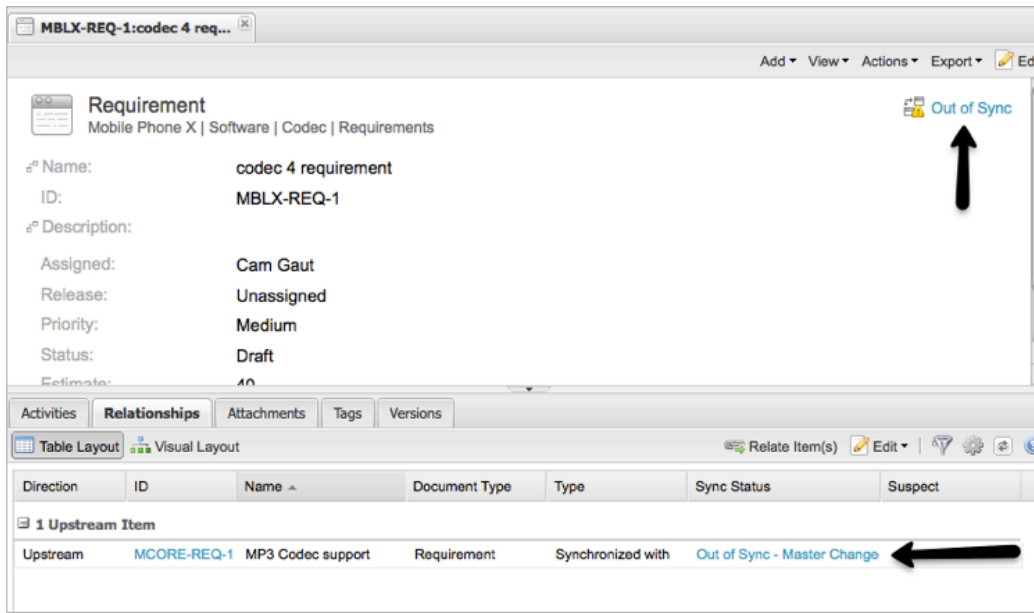 MBLX-REQ-1:codec 4 req...
Add View Actions Export Ed
Requirement
Out of Sync
Mobile Phone X | Software | Codec | Requirements
Name: codec 4 requirement
ID: MBLX-REQ-1
Description:
Assigned: Cam Gaut
Release: Unassigned
Priority: Medium
Status: Draft
Estimate: 40
Activities Relationships Attachments Tags Versions
Table Layout Visual Layout Relate Item(s) Edit
Direction ID Name Document Type Type Sync Status Suspect
1 Upstream Item
Upstream MCORE-REQ-1 MP3 Codec support Requirement Synchronized with Out of Sync - Master Change